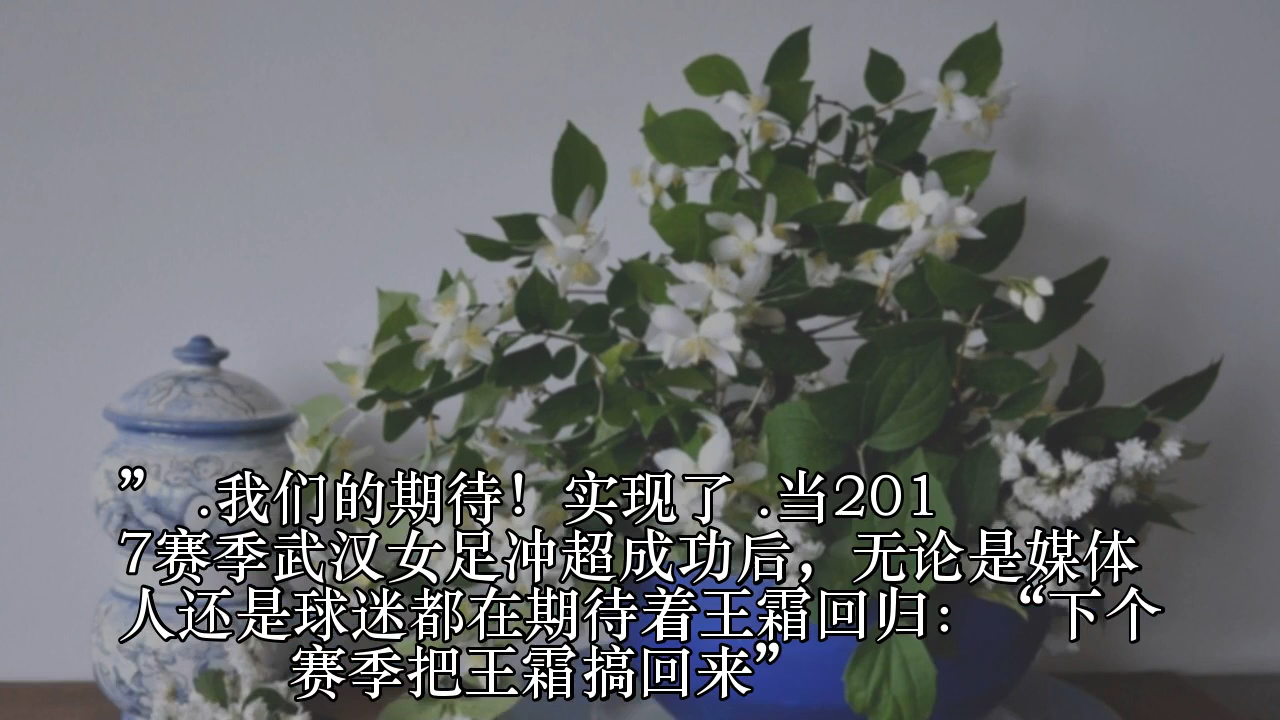 ” .我们的期待！实现了 .当201
7赛季武汉女足冲超成功后，无论是媒体
人还是球迷都在期待着王霜回归：“下个
赛季把王霜搞回来”